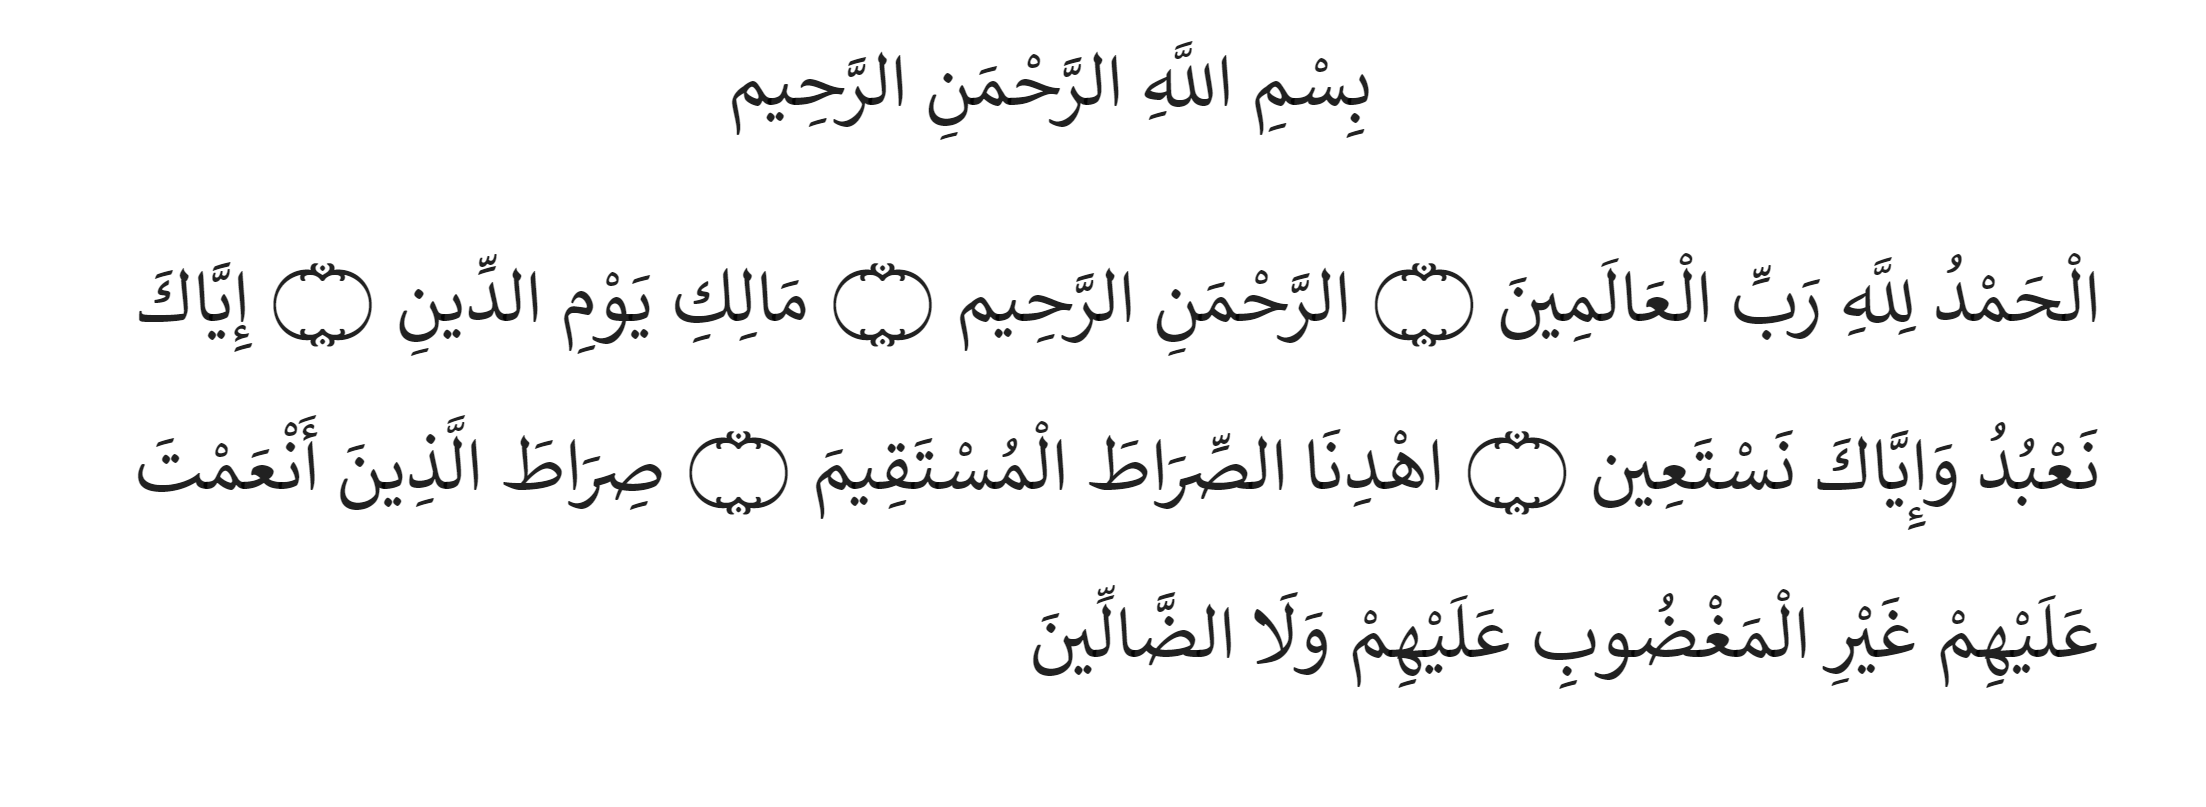 بِسْمِ اللَّهِ الرَّحْمَنِ الرَّحِيم
الْحَمْدُ لِلَّهِ رَبِّ الْعَالَمِينَ ۝ الرَّحْمَنِ الرَّحِيم ۝ مَالِكِ يَوْمِ الدِّينِ ۝ إِيَّاكَ
نَعْبُدُ وَإِيَّاكَ نَسْتَعِين ۝ اهْدِنَا الصِّرَاطَ الْمُسْتَقِيمَ ۝ صِرَاطَ الَّذِينَ أَنْعَمْتَ
عَلَيْهِمْ غَيْرِ الْمَغْضُوبِ عَلَيْهِمْ وَلَا الضَّالِّينَ